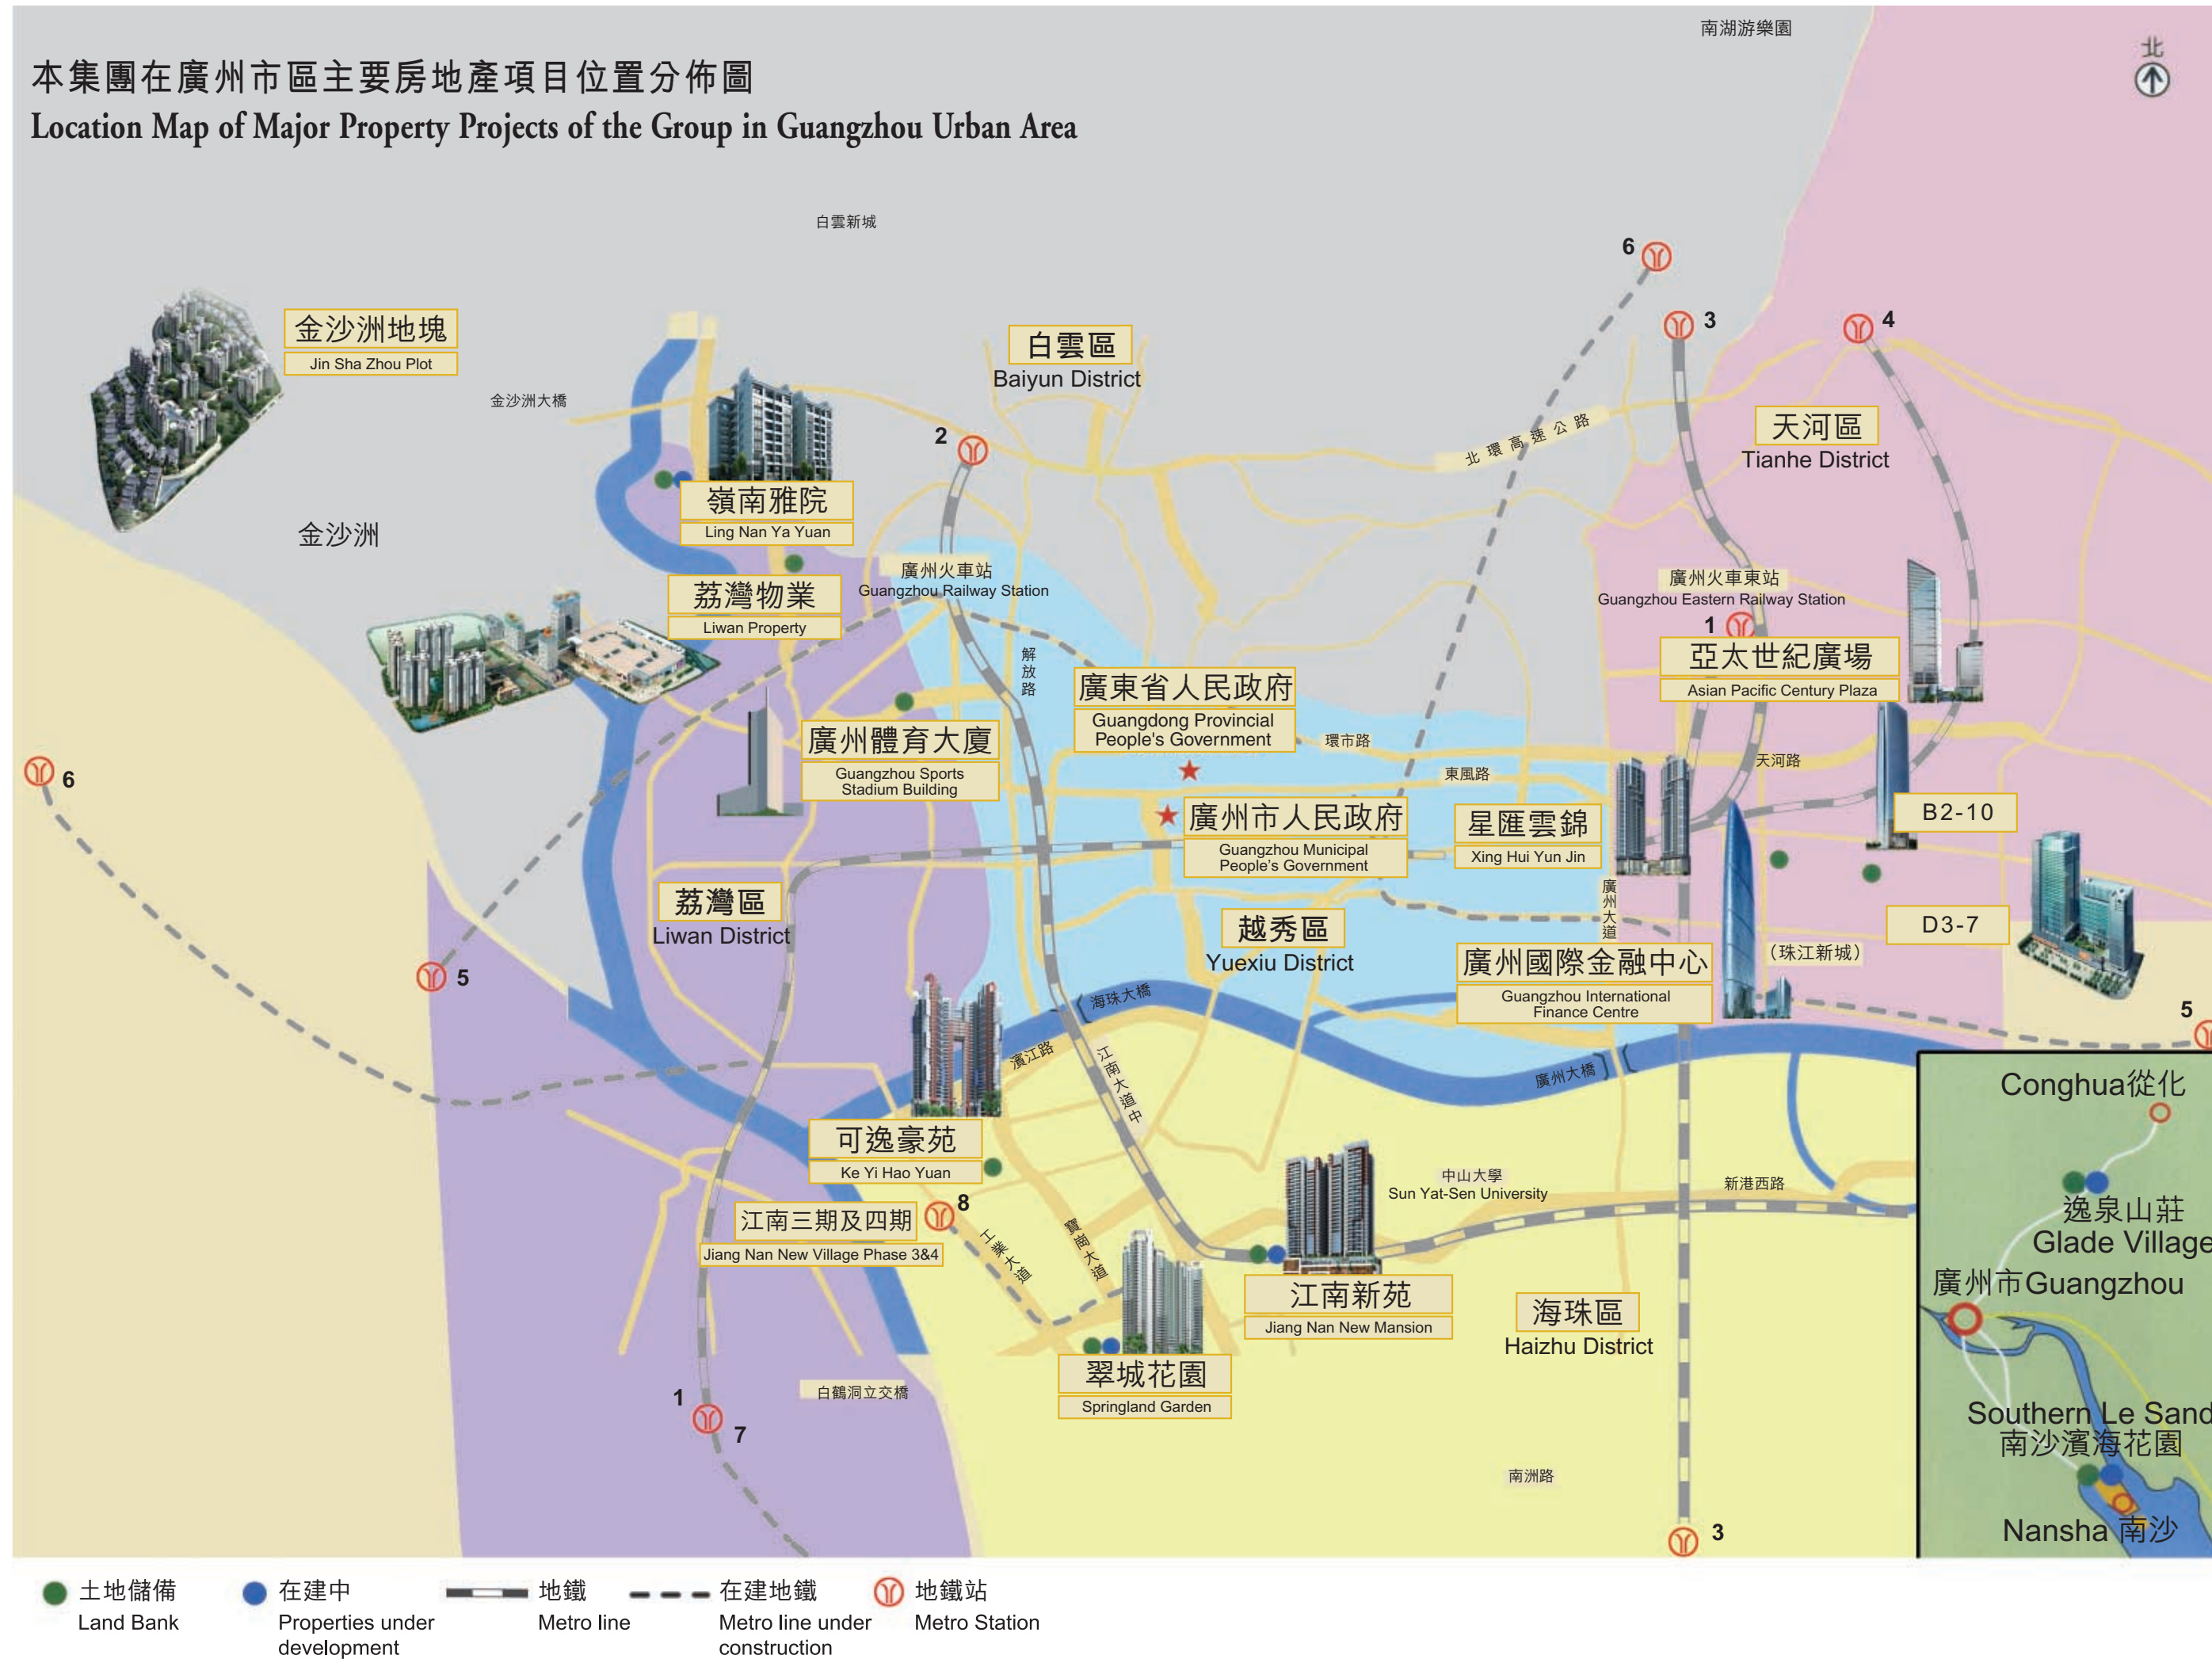 本集團在廣州市區主要房地產項目位置分佈圖
Location Map of Major Property Projects of the Group in Guangzhou Urban Area
南湖游樂園
北
白雲新城
6
3
4
金沙洲地塊
Jin Sha Zhou Plot
白雲區
Baiyun District
金沙洲大橋
2
北環高速公路
天河區
Tianhe District
嶺南雅院
Ling Nan Ya Yuan
金沙洲
荔灣物業
Liwan Property
廣州火車站
Guangzhou Railway Station
廣州火車東站
Guangzhou Eastern Railway Station
1
亞太世紀廣場
Asian Pacific Century Plaza
解放路
廣東省人民政府
Guangdong Provincial
People's Government
廣州體育大廈
Guangzhou Sports
Stadium Building
環市路
東風路
天河路
6
廣州市人民政府
Guangzhou Municipal
People's Government
星匯雲錦
Xing Hui Yun Jin
B2-10
荔灣區
Liwan District
越秀區
Yuexiu District
廣州大道
D3-7
5
廣州國際金融中心
Guangzhou International
Finance Centre
(珠江新城)
海珠大橋
5
濱江路
江南大道中
廣州大橋
Conghua從化
可逸豪苑
Ke Yi Hao Yuan
中山大學
Sun Yat-Sen University
新港西路
逸泉山莊
Glade Village
江南三期及四期
Jiang Nan New Village Phase 3&4
8
工業大道
寶崗大道
江南新苑
Jiang Nan New Mansion
海珠區
Haizhu District
廣州市Guangzhou
翠城花園
Springland Garden
1
7
白鶴洞立交橋
Southern Le Sand
南沙濱海花園
南洲路
3
Nansha 南沙
土地儲備
Land Bank
在建中
Properties under
development
地鐵
Metro line
在建地鐵
Metro line under
construction
地鐵站
Metro Station